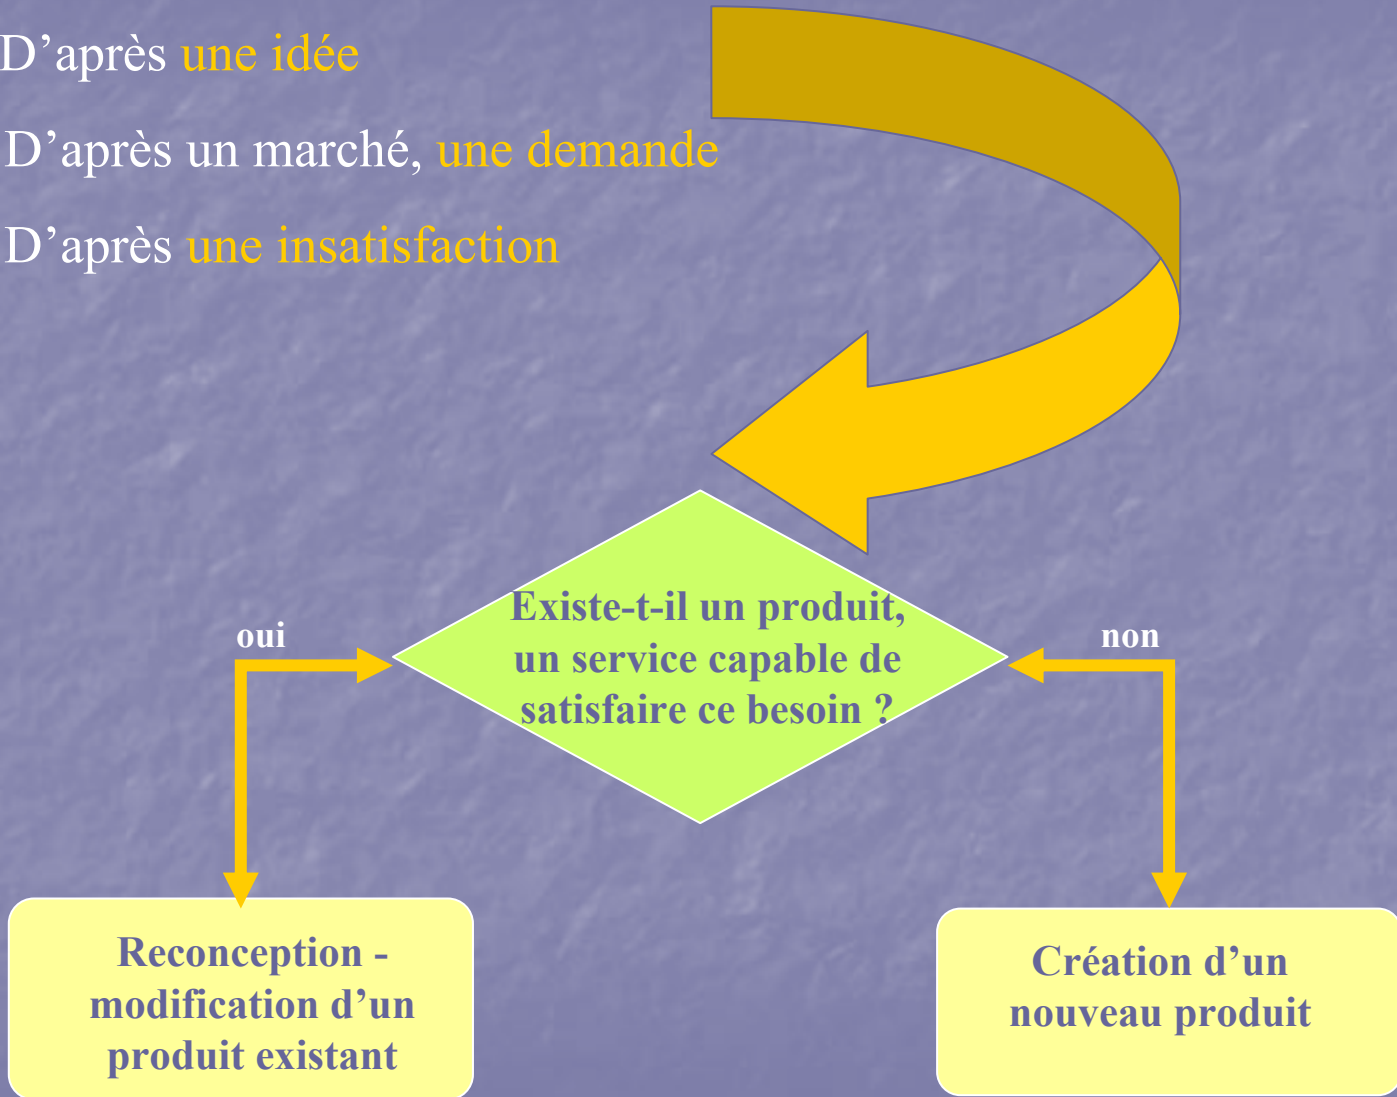 D’après une idée
D’après un marché, une demande
D’après une insatisfaction
Existe-t-il un produit,
un service capable de
satisfaire ce besoin ?
oui
non
Reconception -
modification d’un
produit existant
Création d’un
nouveau produit